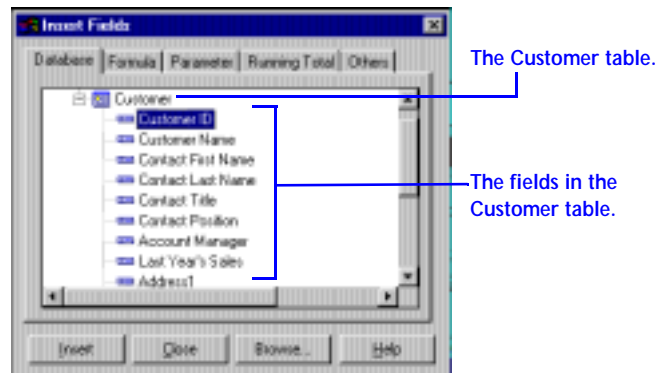 Insert Fields
Database Formula Parameter Running Total Others
The Customer table.
Customer
Customer ID
Customer Name
Contact First Name
Contact Last Name
Contact Title
Contact Position
Account Manager
Last Year's Sales
Address1
The fields in the
Customer table.
Insert Close Browse... Help